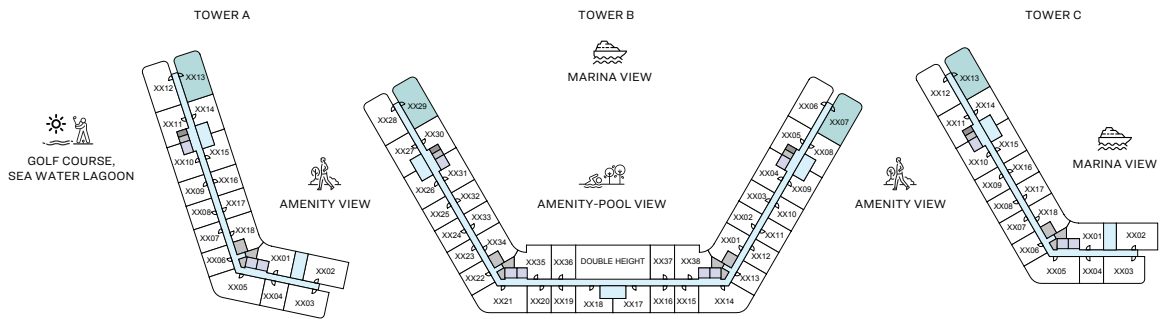 TOWER A
TOWER B
TOWER C
MARINA VIEW
GOLF COURSE,
SEA WATER LAGOON
AMENITY VIEW
AMENITY-POOL VIEW
AMENITY VIEW
MARINA VIEW
XX12
XX13
XX14
XX11
XX10
XX15
XX09
XX16
XX08
XX17
XX07
XX18
XX06
XX01
XX05
XX02
XX04
XX03
XX28
XX29
XX27
XX30
XX26
XX31
XX25
XX32
XX24
XX33
XX23
XX34
XX22
XX35
XX36
DOUBLE HEIGHT
XX37
XX38
XX21
XX20
XX19
XX18
XX17
XX16
XX15
XX14
XX06
XX07
XX05
XX08
XX04
XX09
XX03
XX10
XX02
XX11
XX01
XX12
XX13
XX12
XX13
XX11
XX14
XX10
XX15
XX09
XX16
XX08
XX17
XX07
XX18
XX06
XX01
XX02
XX05
XX04
XX03